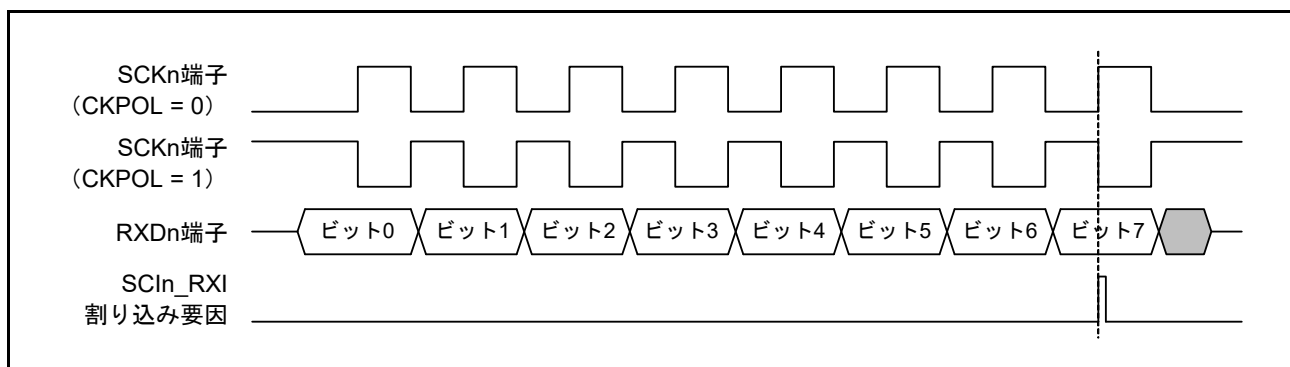 SCKn端子
（CKPOL = 0）
SCKn端子
（CKPOL = 1）
RXDn端子
ビット0 ビット1 ビット2 ビット3 ビット4 ビット5 ビット6 ビット7
SCIn_RXI
割り込み要因